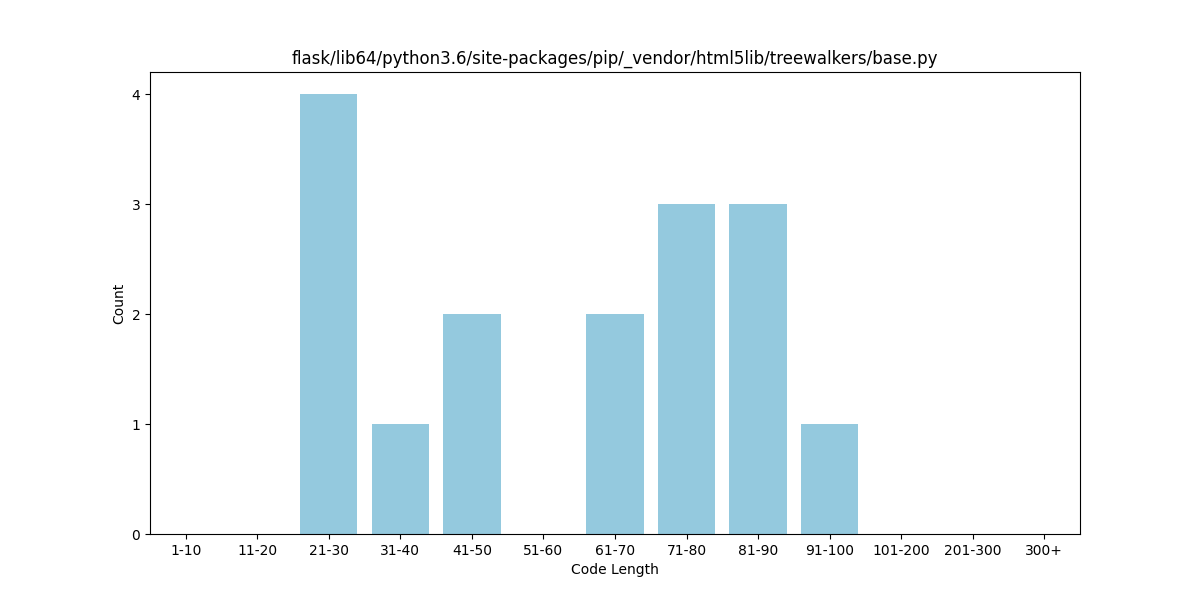 flask/lib64/python3.6/site-packages/pip/_vendor/html5lib/treewalkers/base.py
4
3
2
1
0
Count
1-10 11-20 21-30 31-40 41-50 51-60 61-70 71-80 81-90 91-100 101-200 201-300 300+
Code Length